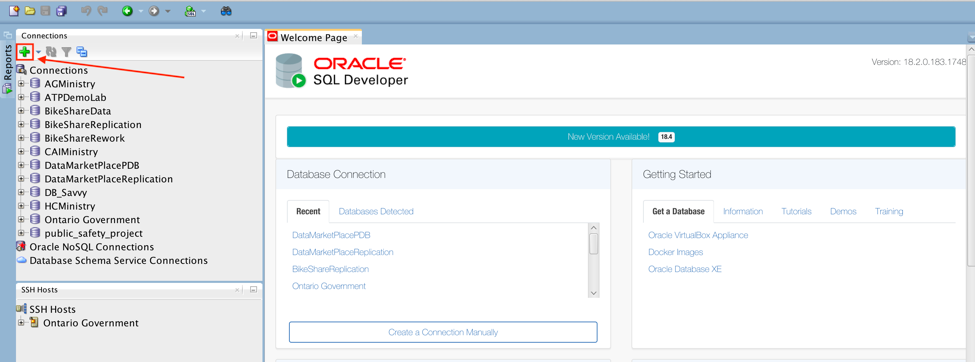 Connections
Reports
Connections
AGMinistry
ATPDemoLab
BikeShareData
BikeShareReplication
BikeShareRework
CAIMinistry
DataMarketPlacePDB
DataMarketPlaceReplication
DB_Savvy
HCMinistry
Ontario Government
public_safety_project
Oracle NoSQL Connections
Database Schema Service Connections
SSH Hosts
SSH Hosts
Ontario Government
Welcome Page
ORACLE
SQL Developer
Version: 18.2.0.183.1748
New Version Available! 18.4
Database Connection
Recent Databases Detected
DataMarketPlacePDB
DataMarketPlaceReplication
BikeShareReplication
Ontario Government
Create a Connection Manually
Getting Started
Get a Database Information Tutorials Demos Training
Oracle VirtualBox Appliance
Docker Images
Oracle Database XE